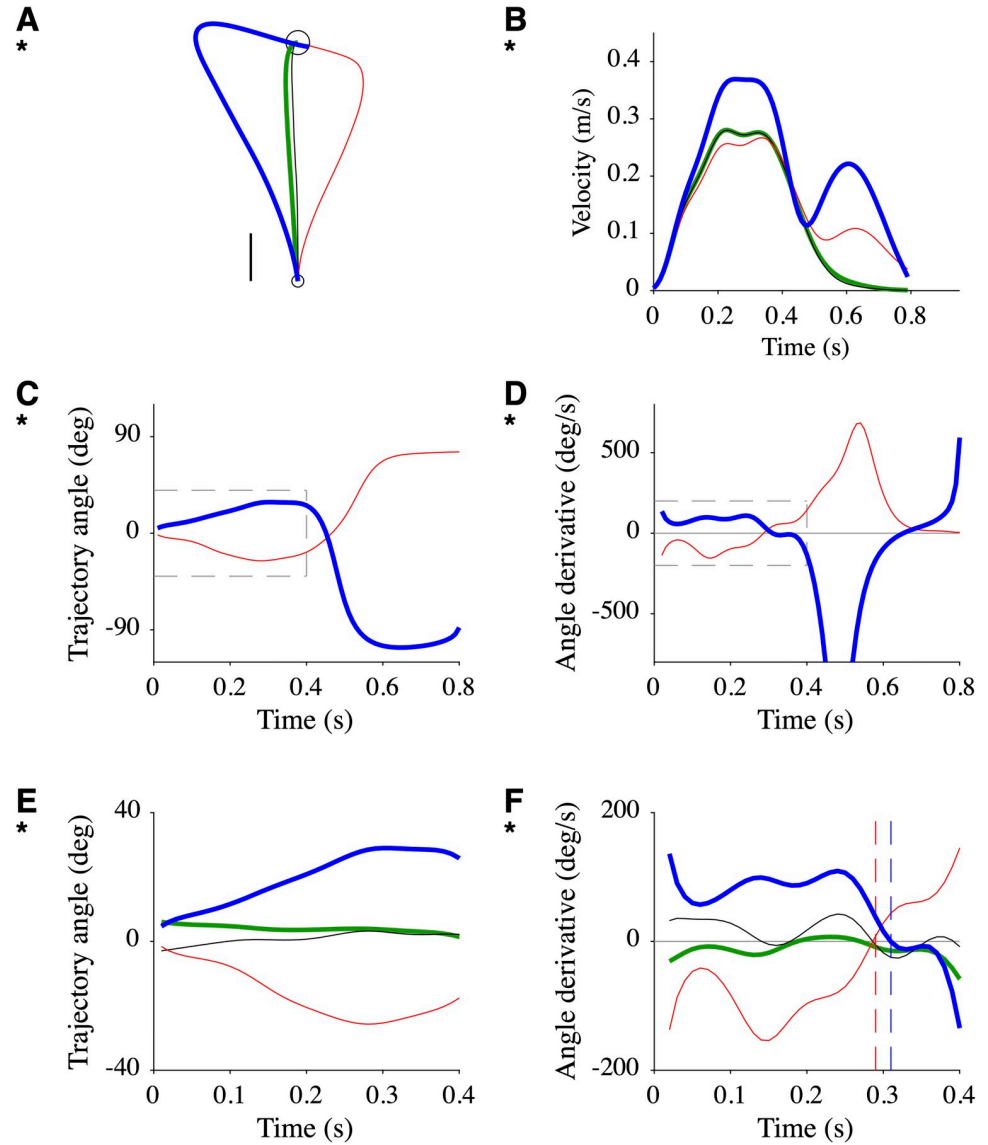 A
*
B
*
Velocity (m/s)
0.4
0.3
0.2
0.1
0
0 0.2 0.4 0.6 0.8
Time (s)
C
*
Trajectory angle (deg)
90
0
-90
0 0.2 0.4 0.6 0.8
Time (s)
D
*
Angle derivative (deg/s)
500
0
-500
0 0.2 0.4 0.6 0.8
Time (s)
E
*
Trajectory angle (deg)
40
0
-40
0 0.1 0.2 0.3 0.4
Time (s)
F
*
Angle derivative (deg/s)
200
0
-200
0 0.1 0.2 0.3 0.4
Time (s)